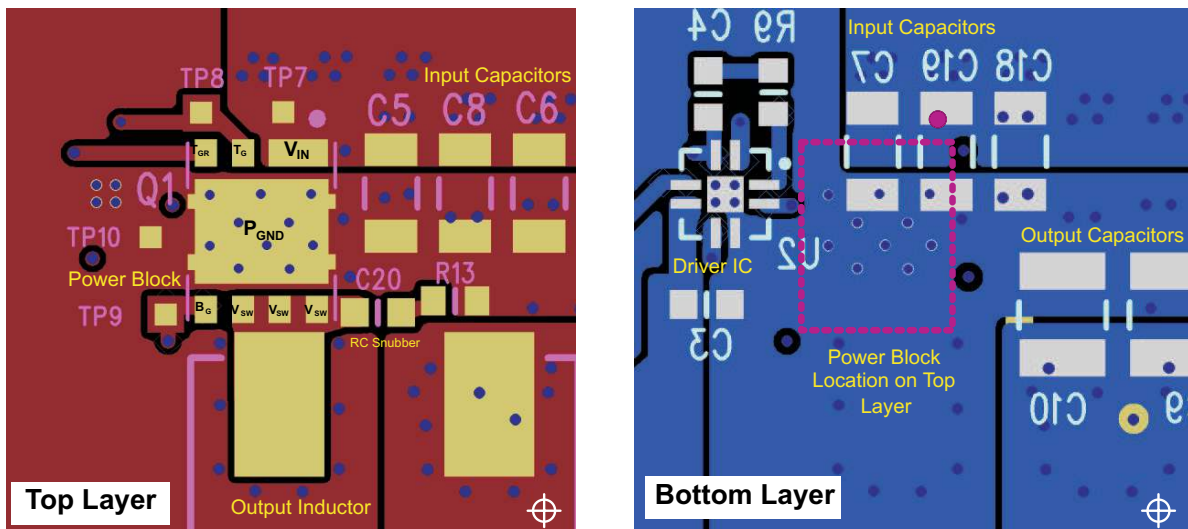 TP8
TP7
Input Capacitors
C5
C8
C6
TGR
TG
VIN
Q1
PGND
TP10
Power Block
C20
R13
TP9
BG
VSW
VSW
VSW
RC Snubber
Output Inductor
Top Layer
C4
R9
Input Capacitors
C7
C19
C18
Driver IC
U2
Output Capacitors
C3
Power Block
Location on Top
Layer
C10
9
Bottom Layer